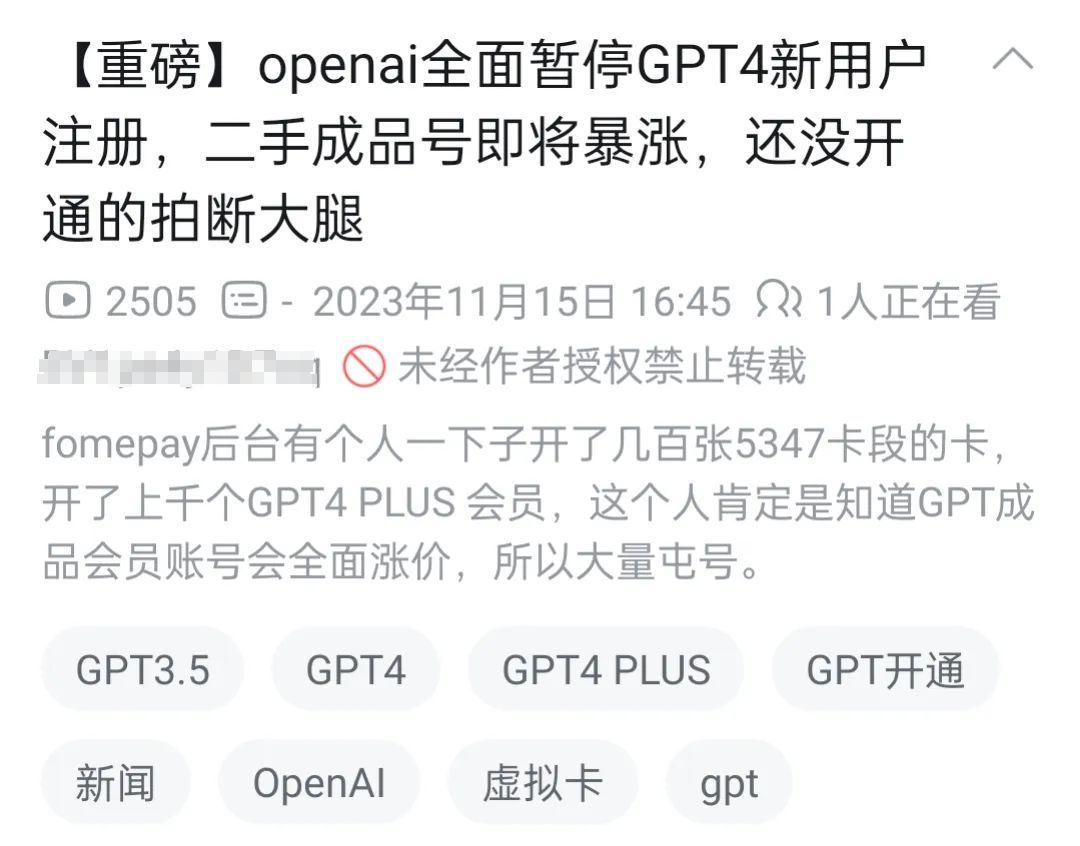 【重磅】openai全面暂停GPT4新用户
注册，二手成品号即将暴涨，还没开
通的拍断大腿
2505 - 2023年11月15日 16:45 1人正在看
未经作者授权禁止转载
fomepay后台有个人一下子开了几百张5347卡段的卡，
开了上千个GPT4 PLUS 会员，这个人肯定是知道GPT成
品会员账号会全面涨价，所以大量屯号。
GPT3.5 GPT4 GPT4 PLUS GPT开通
新闻 OpenAI 虚拟卡 gpt